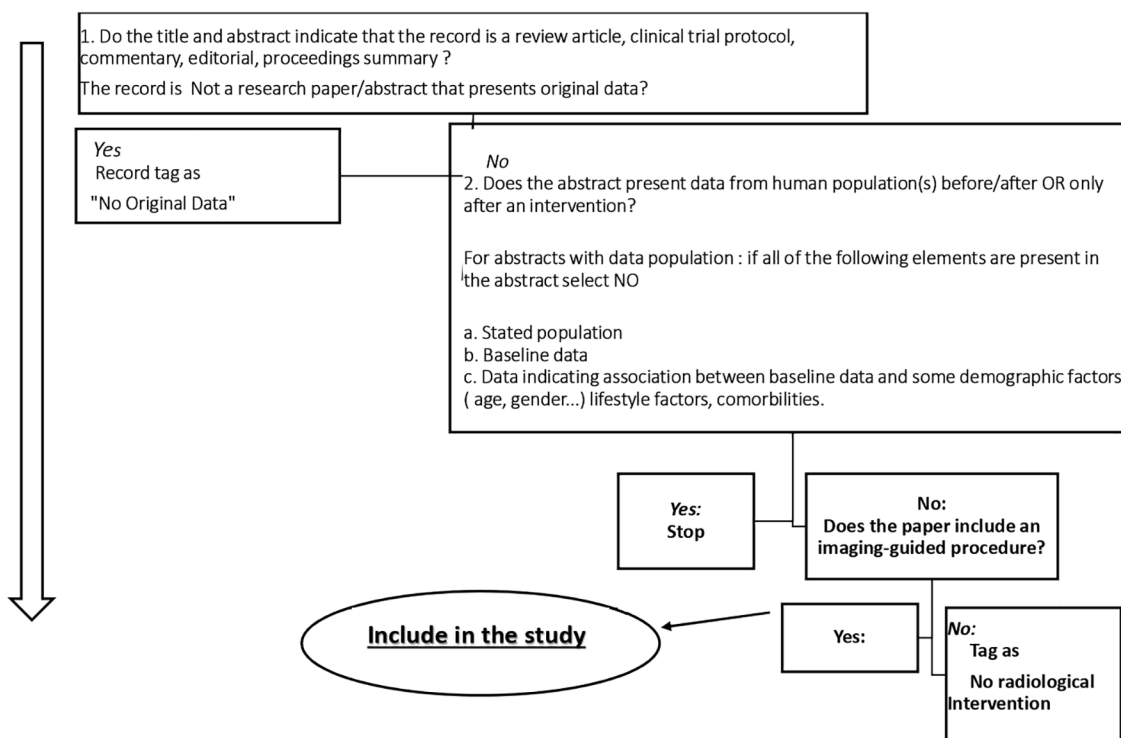 1. Do the title and abstract indicate that the record is a review article, clinical trial protocol,
commentary, editorial, proceedings summary ?
The record is Not a research paper/abstract that presents original data?
Yes
Record tag as
"No Original Data"
No
2. Does the abstract present data from human population(s) before/after OR only
after an intervention?
For abstracts with data population : if all of the following elements are present in
the abstract select NO
a. Stated population
b. Baseline data
c. Data indicating association between baseline data and some demographic factors
( age, gender...) lifestyle factors, comorbilities.
Yes:
Stop
No:
Does the paper include an
imaging-guided procedure?
Include in the study
Yes:
No:
Tag as
No radiological
Intervention